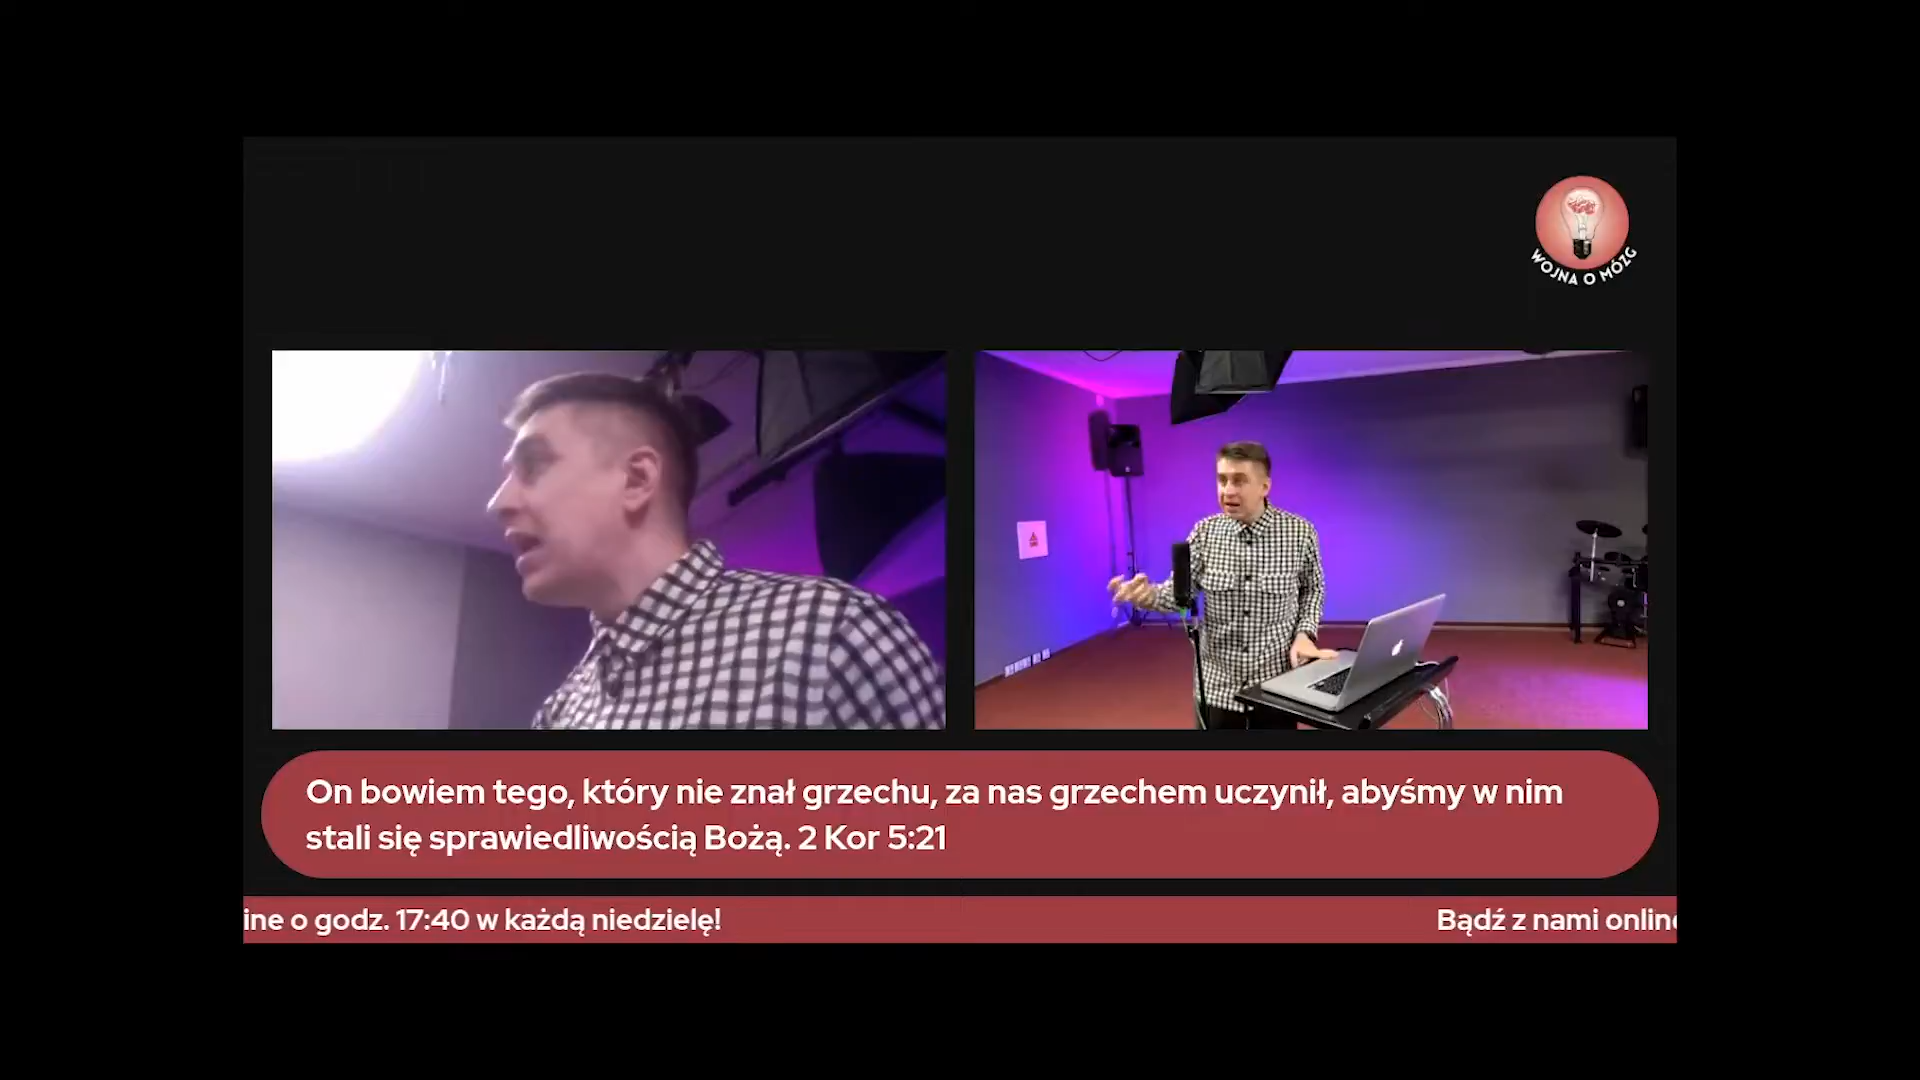 WOJNA O MÓZG
On bowiem tego, który nie znał grzechu, za nas grzechem uczynił, abyśmy w nim
stali się sprawiedliwością Bożą. 2 Kor 5:21
ine o godz. 17:40 w każdą niedzielę! Bądź z nami online